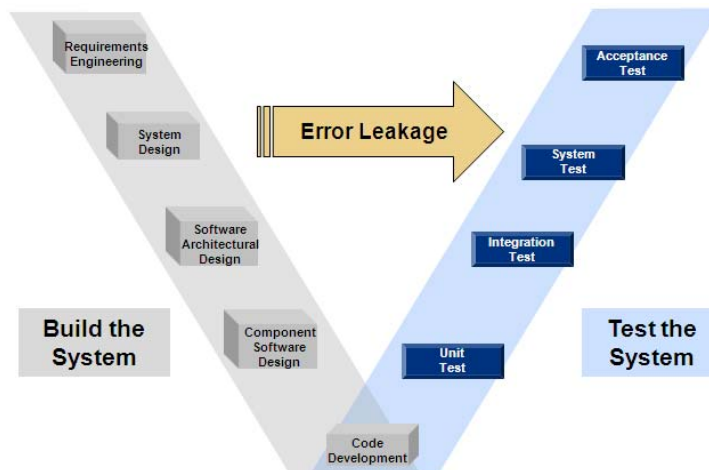 Requirements
Engineering
System
Design
Software
Architectural
Design
Component
Software
Design
Code
Development
Build the
System
Error Leakage
Acceptance
Test
System
Test
Integration
Test
Unit
Test
Test the
System